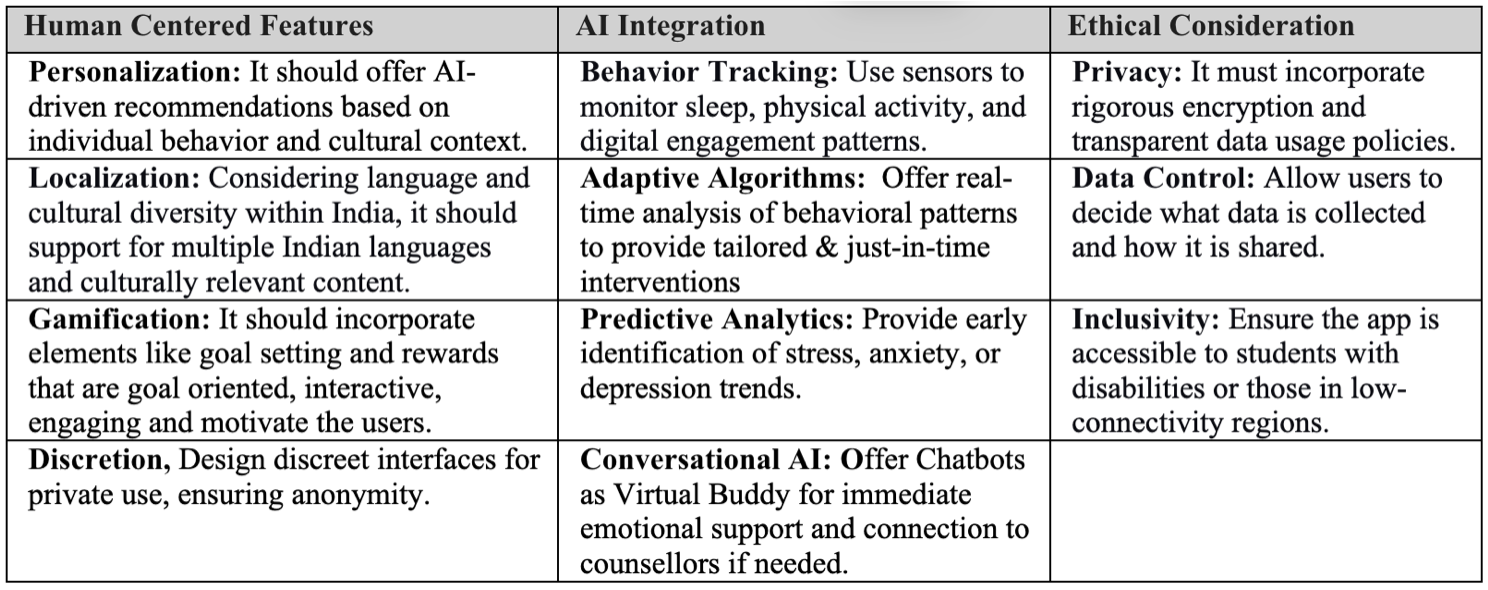 Human Centered Features
AI Integration
Ethical Consideration
Personalization: It should offer AI-
driven recommendations based on
individual behavior and cultural context.
Behavior Tracking: Use sensors to
monitor sleep, physical activity, and
digital engagement patterns.
Privacy: It must incorporate
rigorous encryption and
transparent data usage policies.
Localization: Considering language and
cultural diversity within India, it should
support for multiple Indian languages
and culturally relevant content.
Adaptive Algorithms:  Offer real-
time analysis of behavioral patterns
to provide tailored & just-in-time
interventions
Data Control: Allow users to
decide what data is collected
and how it is shared.
Gamification: It should incorporate
elements like goal setting and rewards
that are goal oriented, interactive,
engaging and motivate the users.
Predictive Analytics: Provide early
identification of stress, anxiety, or
depression trends.
Inclusivity: Ensure the app is
accessible to students with
disabilities or those in low-
connectivity regions.
Discretion, Design discreet interfaces for
private use, ensuring anonymity.
Conversational AI: Offer Chatbots
as Virtual Buddy for immediate
emotional support and connection to
counsellors if needed.